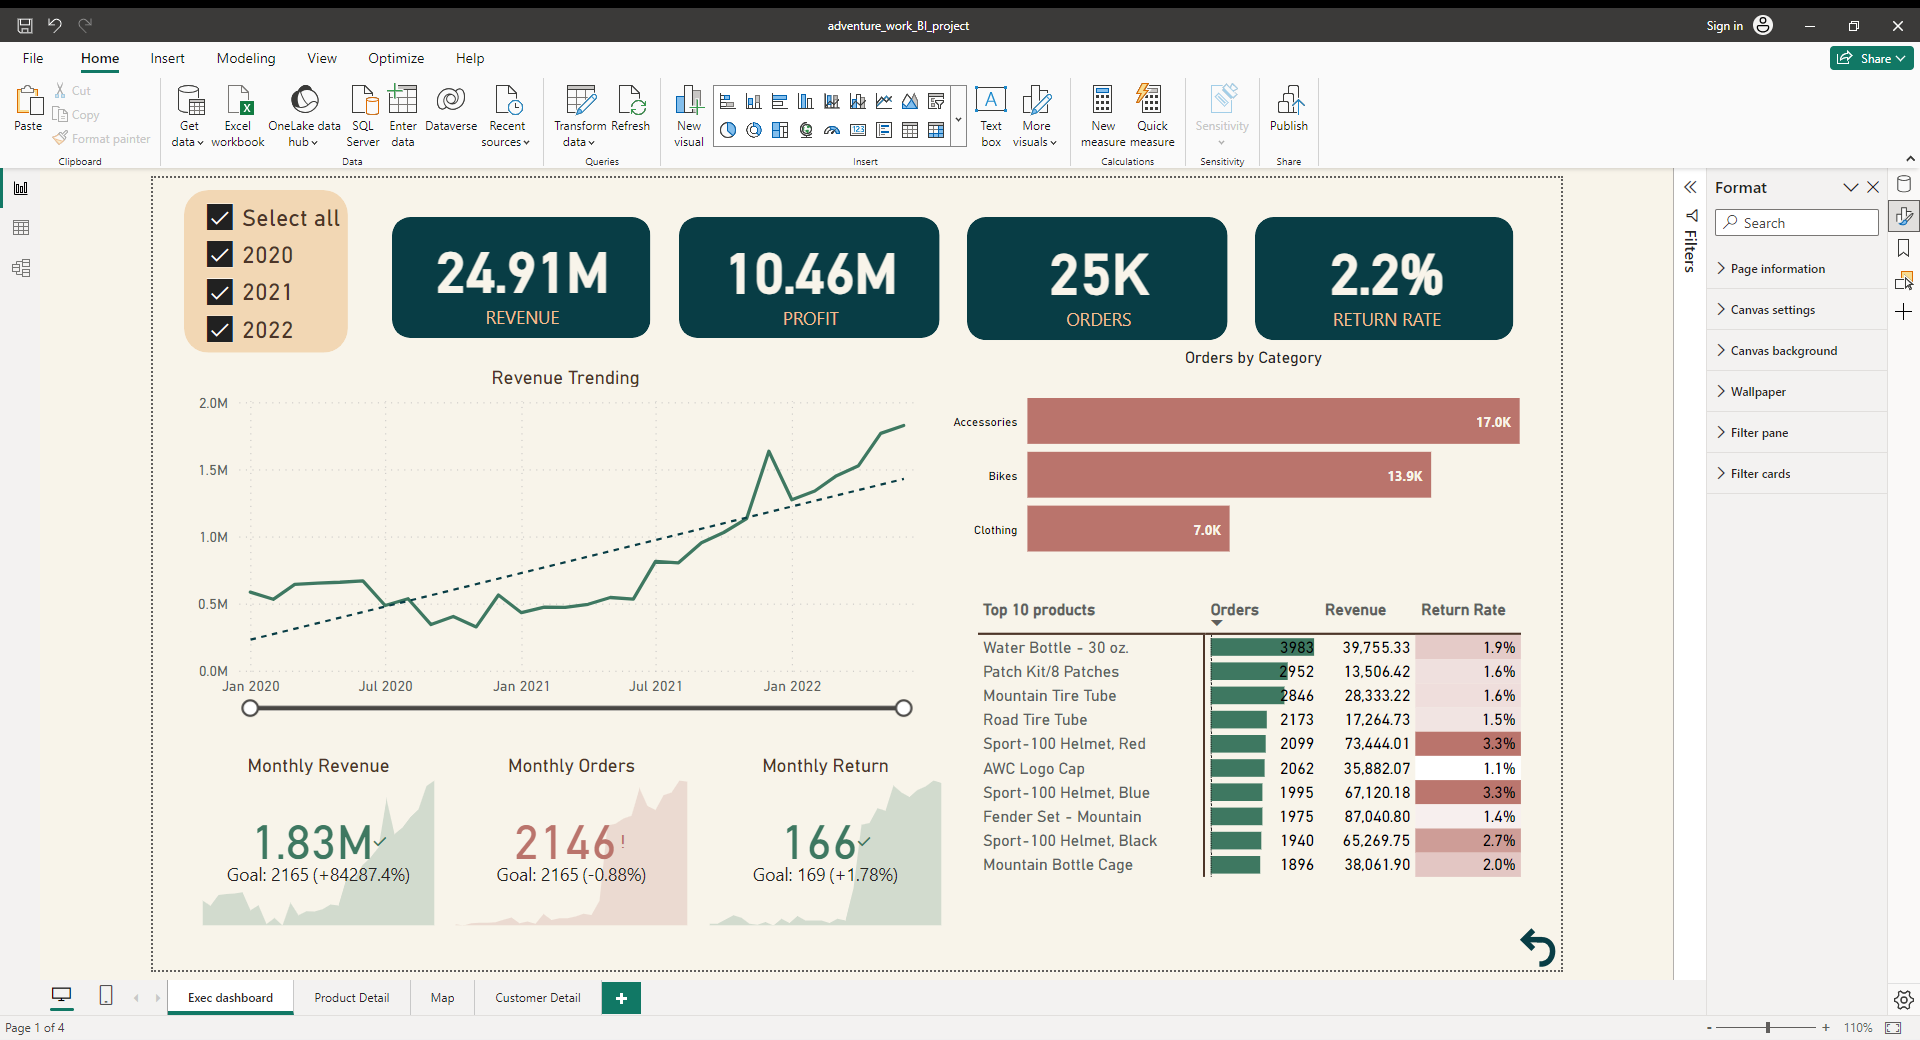 adventure_work_BI_project
Sign in
File Home Insert Modeling View Optimize Help
Share
Paste
Cut
Copy
Format painter
Clipboard
Get data
Excel workbook
OneLake data hub
SQL Server
Enter data
Dataverse
Recent sources
Data
Transform data
Refresh
Queries
New visual
123
Insert
A
Text box
More visuals
New measure
Quick measure
Calculations
Sensitivity
Sensitivity
Publish
Share
Select all
2020
2021
2022
24.91M
REVENUE
10.46M
PROFIT
25K
ORDERS
2.2%
RETURN RATE
Revenue Trending
2.0M
1.5M
1.0M
0.5M
0.0M
Jan 2020 Jul 2020 Jan 2021 Jul 2021 Jan 2022
Orders by Category
Accessories 17.0K
Bikes 13.9K
Clothing 7.0K
Top 10 products Orders Revenue Return Rate
Water Bottle - 30 oz. 3983 39,755.33 1.9%
Patch Kit/8 Patches 2952 13,506.42 1.6%
Mountain Tire Tube 2846 28,333.22 1.6%
Road Tire Tube 2173 17,264.73 1.5%
Sport-100 Helmet, Red 2099 73,444.01 3.3%
AWC Logo Cap 2062 35,882.07 1.1%
Sport-100 Helmet, Blue 1995 67,120.18 3.3%
Fender Set - Mountain 1975 87,040.80 1.4%
Sport-100 Helmet, Black 1940 65,269.75 2.7%
Mountain Bottle Cage 1896 38,061.90 2.0%
Monthly Revenue
1.83M
Goal: 2165 (+84287.4%)
Monthly Orders
2146!
Goal: 2165 (-0.88%)
Monthly Return
166
Goal: 169 (+1.78%)
Filters
Format
Search
Page information
Canvas settings
Canvas background
Wallpaper
Filter pane
Filter cards
Exec dashboard Product Detail Map Customer Detail +
Page 1 of 4
- + 110%